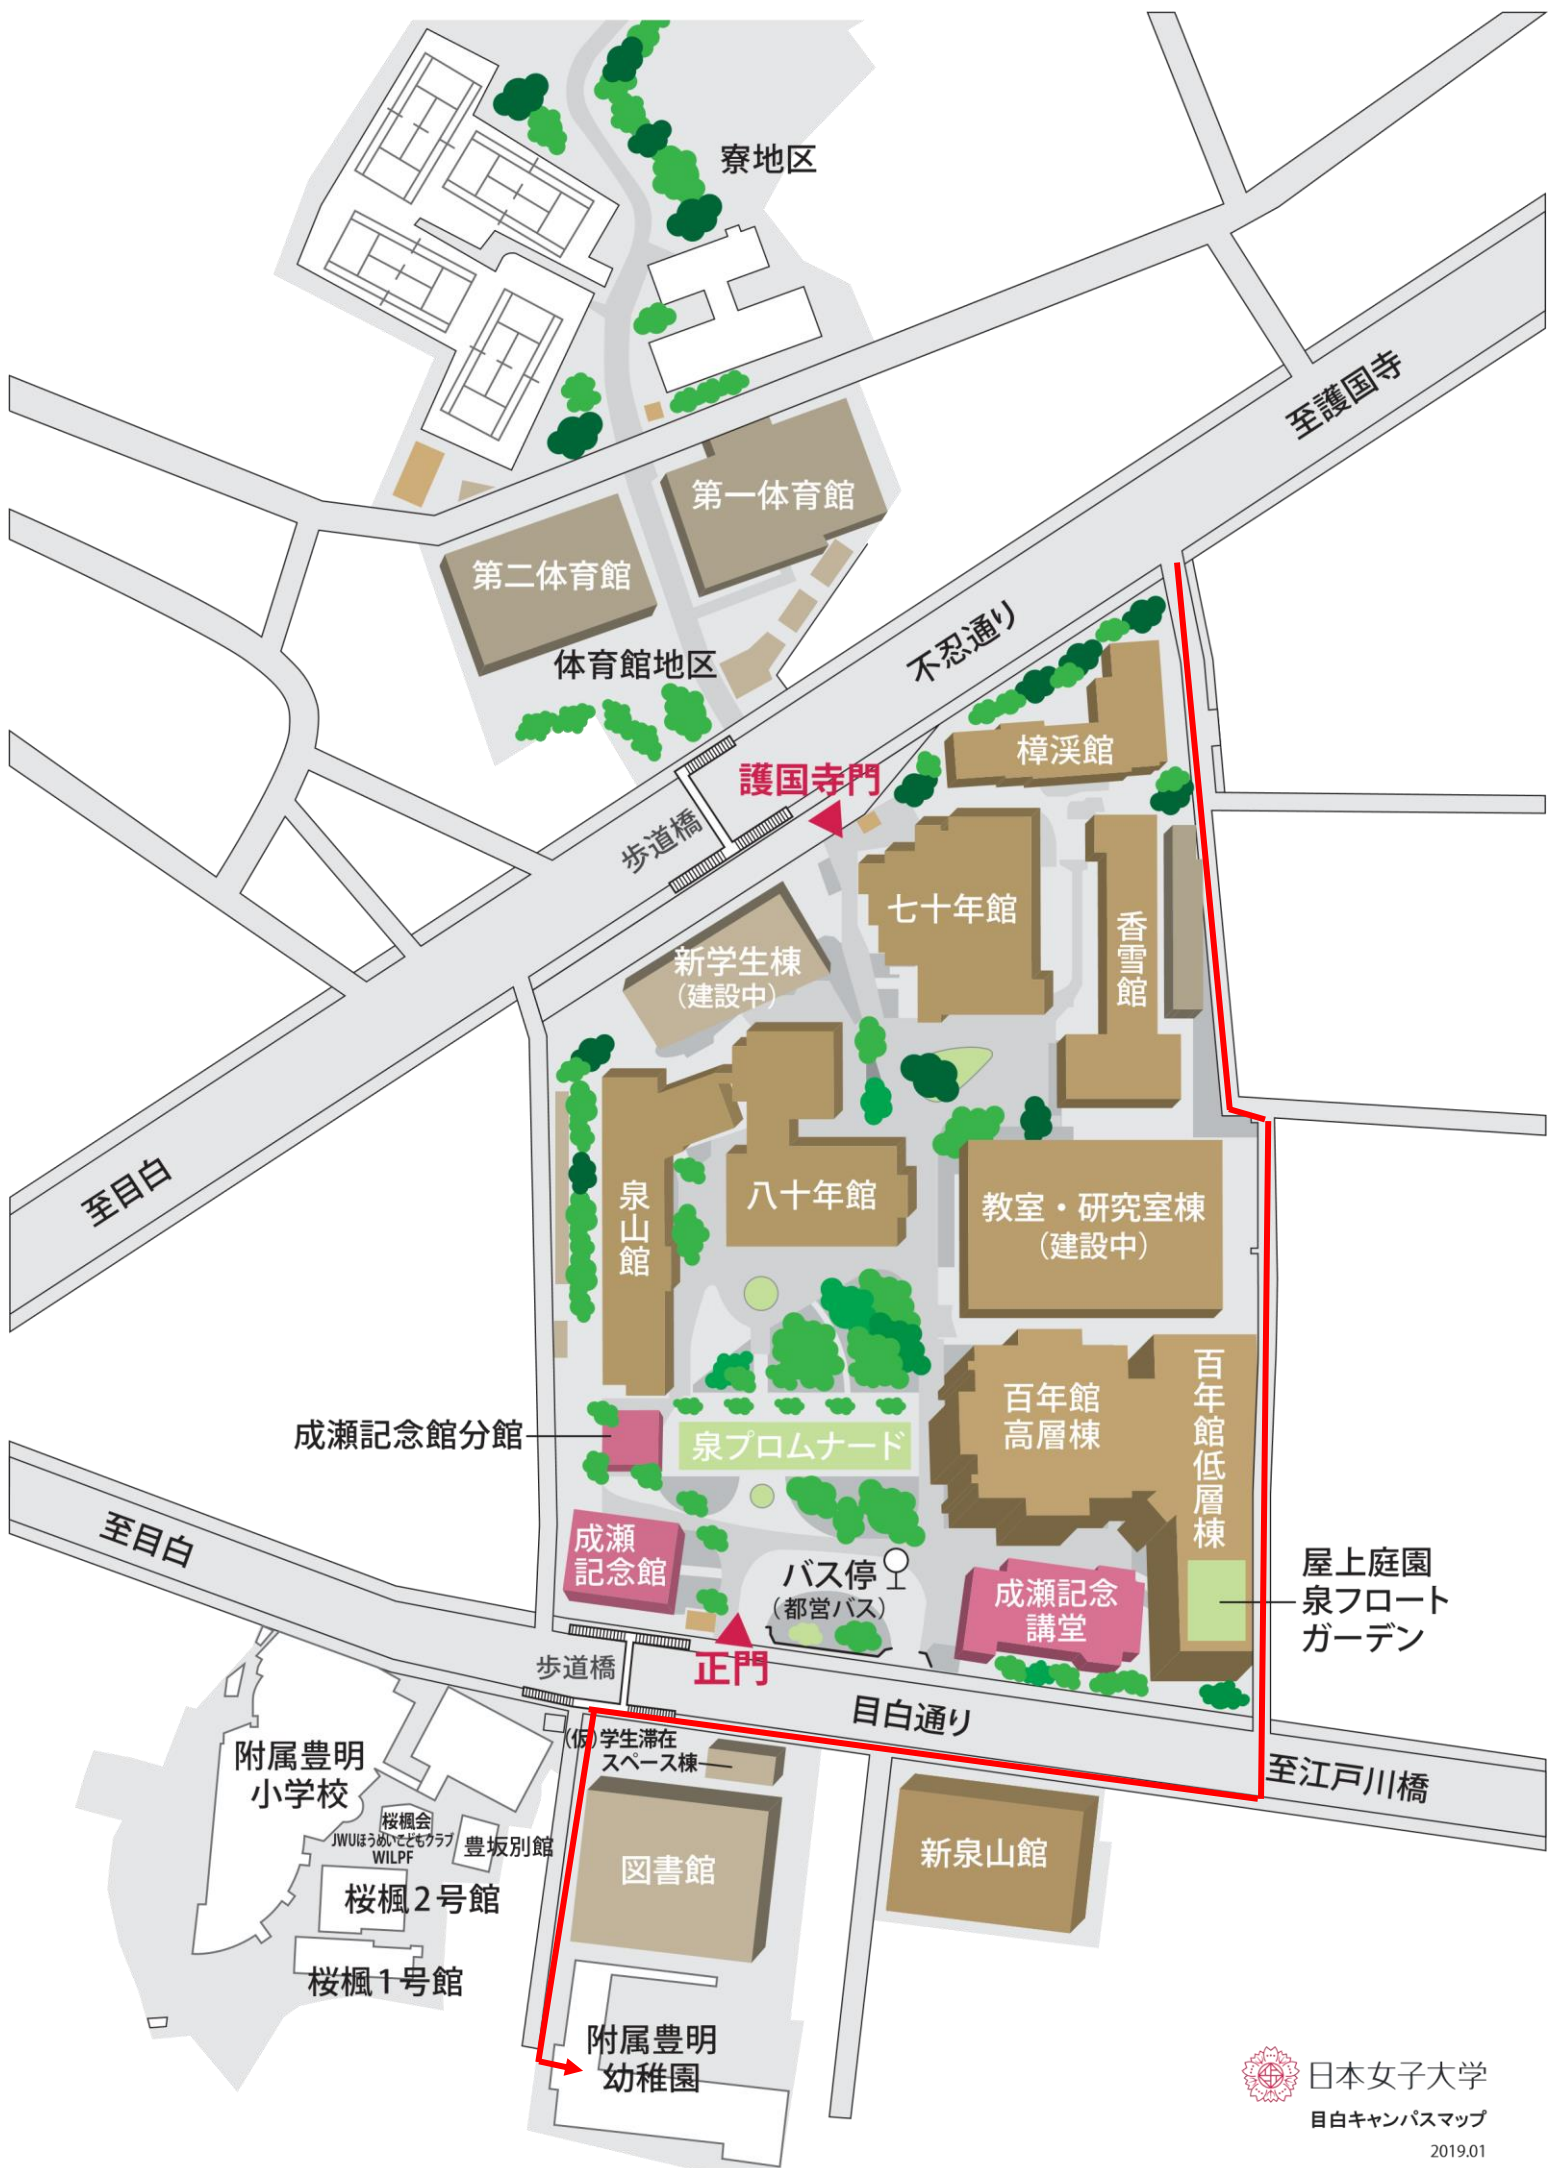 寮地区
至護国寺
第一体育館
第二体育館
体育館地区
不忍通り
樟渓館
護国寺門
歩道橋
七十年館
香雪館
新学生棟
(建設中)
至目白
泉山館
八十年館
教室・研究室棟
(建設中)
百年館
高層棟
百年館低層棟
成瀬記念館分館
泉プロムナード
至目白
成瀬
記念館
バス停
(都営バス)
成瀬記念
講堂
屋上庭園
泉フロート
ガーデン
正門
歩道橋
目白通り
至江戸川橋
(仮)学生滞在
スペース棟
附属豊明
小学校
桜楓会
JWUほうめいこどもクラブ
WILPF
豊坂別館
図書館
新泉山館
桜楓2号館
桜楓1号館
附属豊明
幼稚園
日本女子大学
目白キャンパスマップ
2019.01